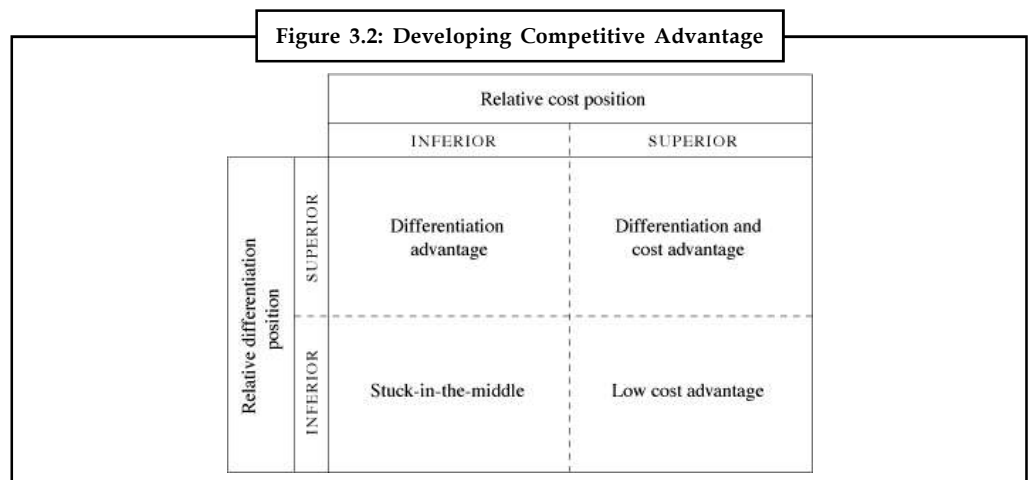 Figure 3.2: Developing Competitive Advantage
Relative cost position
INFERIOR
SUPERIOR
Relative differentiation
position
SUPERIOR
Differentiation
advantage
Differentiation and
cost advantage
INFERIOR
Stuck-in-the-middle
Low cost advantage